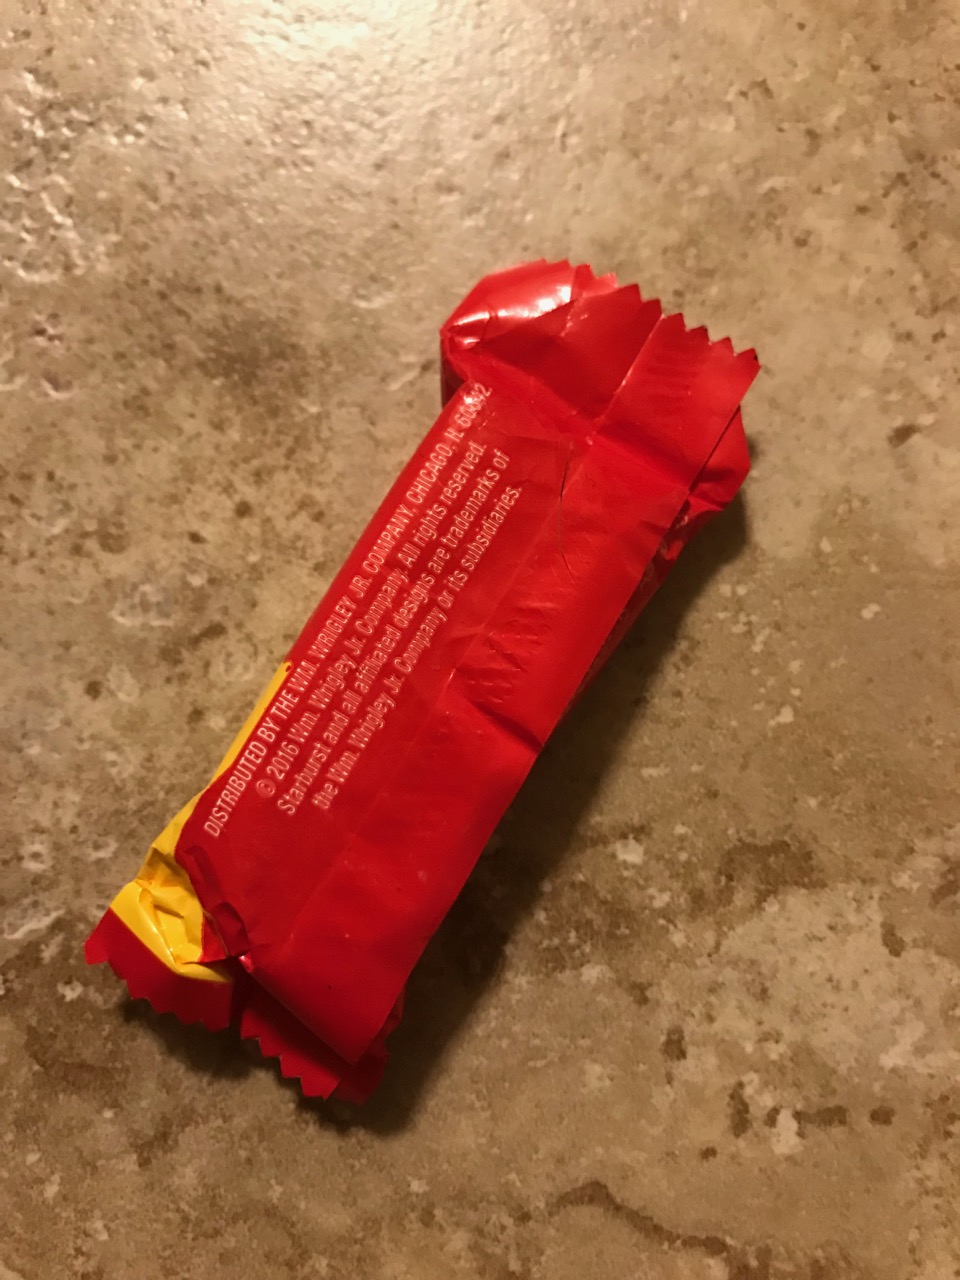 DISTRIBUTED BY THE WM. WRIGLEY JR. COMPANY, CHICAGO, IL 60642
© 2016 Wm. Wrigley Jr. Company. All rights reserved.
Starburst and all affiliated designs are trademarks of
the Wm. Wrigley Jr. Company or its subsidiaries.